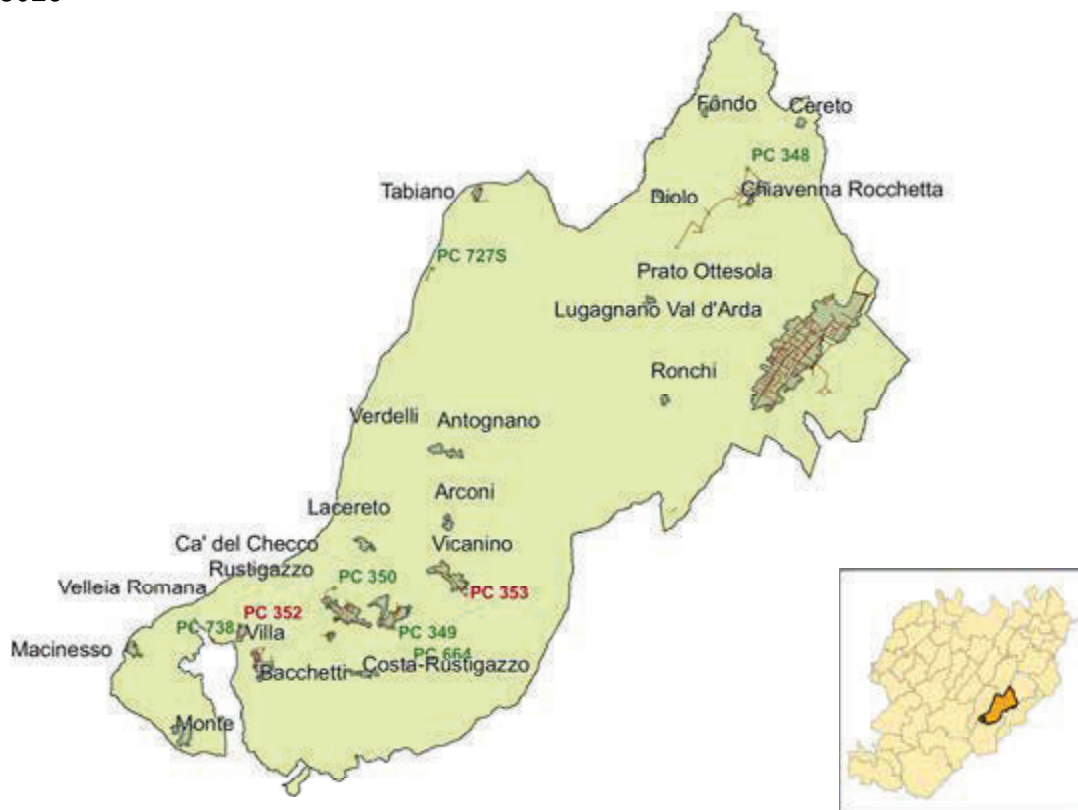 Fôndo
Cereto
PC 348
Tabiano
Diolo
Chiavenna Rocchetta
PC 727S
Prato Ottesola
Lugagnano Val d'Arda
Ronchi
Verdelli
Antognano
Arconi
Lacereto
Ca' del Checco
Vicanino
Rustigazzo
PC 350
Velleia Romana
PC 353
PC 352
PC 738
Villa
PC 349
Macinesso
PC 664
Bacchetti
Costa-Rustigazzo
Monte